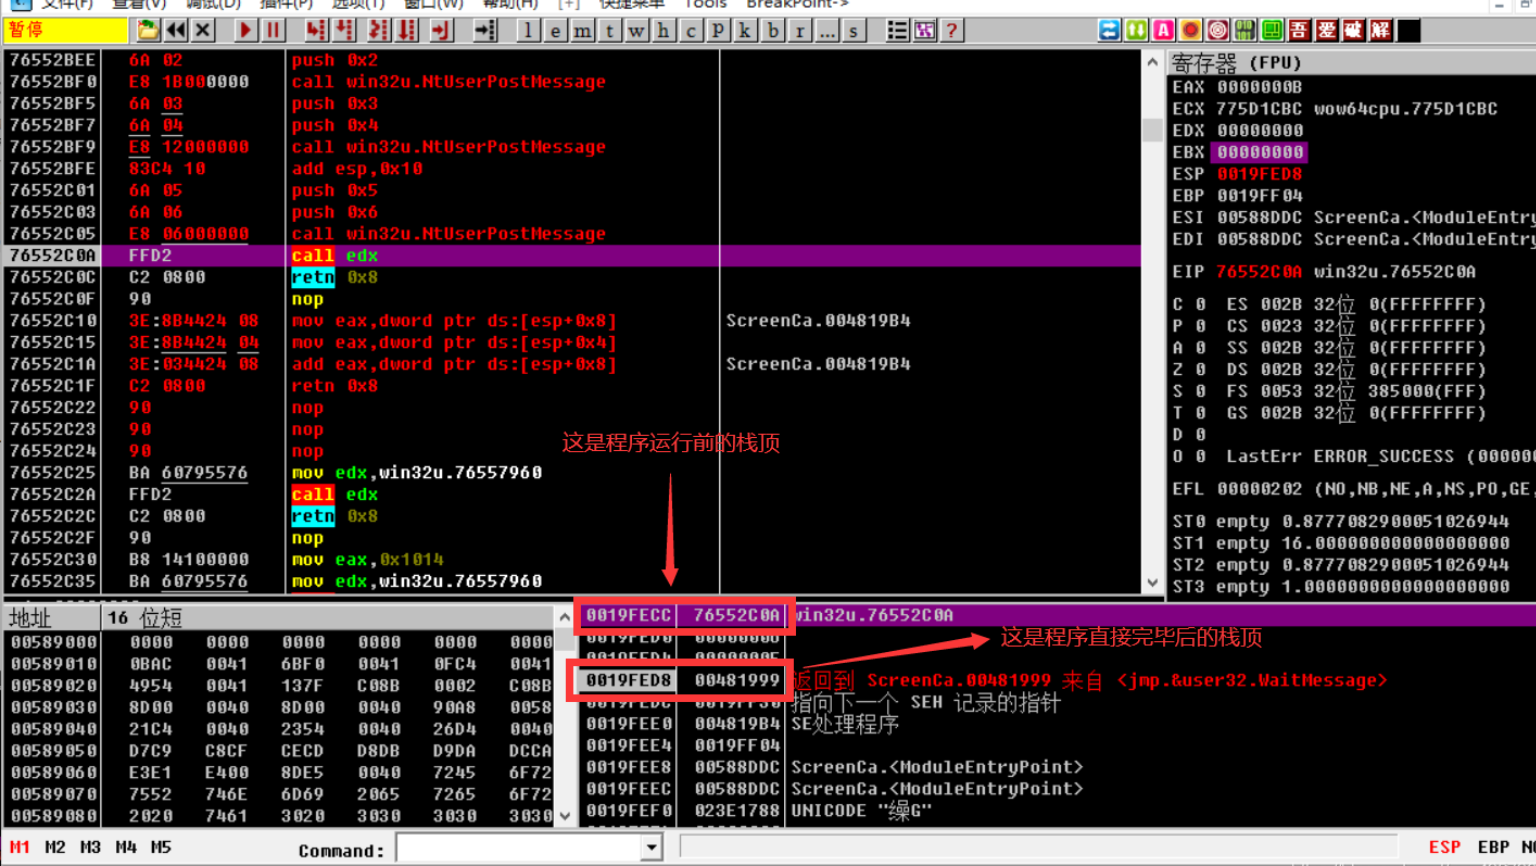 文件(F) 查看(V) 调试(D) 插件(P) 选项(T) 窗口(W) 帮助(H) [+] 快捷菜单 Tools BreakPoint->
暂停 l e m t w h c P k b r ... s ? A 吾 爱 破 解
76552BEE 6A 02 push 0x2
76552BF0 E8 1B000000 call win32u.NtUserPostMessage
76552BF5 6A 03 push 0x3
76552BF7 6A 04 push 0x4
76552BF9 E8 12000000 call win32u.NtUserPostMessage
76552BFE 83C4 10 add esp,0x10
76552C01 6A 05 push 0x5
76552C03 6A 06 push 0x6
76552C05 E8 06000000 call win32u.NtUserPostMessage
76552C0A FFD2 call edx
76552C0C C2 0800 retn 0x8
76552C0F 90 nop
76552C10 3E:8B4424 08 mov eax,dword ptr ds:[esp+0x8] ScreenCa.004819B4
76552C15 3E:8B4424 04 mov eax,dword ptr ds:[esp+0x4]
76552C1A 3E:034424 08 add eax,dword ptr ds:[esp+0x8] ScreenCa.004819B4
76552C1F C2 0800 retn 0x8
76552C22 90 nop
76552C23 90 nop
76552C24 90 nop
76552C25 BA 60795576 mov edx,win32u.76557960
76552C2A FFD2 call edx
76552C2C C2 0800 retn 0x8
76552C2F 90 nop
76552C30 B8 14100000 mov eax,0x1014
76552C35 BA 60795576 mov edx,win32u.76557960
这是程序运行前的栈顶
寄存器 (FPU)
EAX 0000000B
ECX 775D1CBC wow64cpu.775D1CBC
EDX 00000000
EBX 00000000
ESP 0019FED8
EBP 0019FF04
ESI 00588DDC ScreenCa.<ModuleEntry
EDI 00588DDC ScreenCa.<ModuleEntry
EIP 76552C0A win32u.76552C0A
C 0 ES 002B 32位 0(FFFFFFFF)
P 0 CS 0023 32位 0(FFFFFFFF)
A 0 SS 002B 32位 0(FFFFFFFF)
Z 0 DS 002B 32位 0(FFFFFFFF)
S 0 FS 0053 32位 385000(FFF)
T 0 GS 002B 32位 0(FFFFFFFF)
D 0
O 0 LastErr ERROR_SUCCESS (00000
EFL 00000202 (NO,NB,NE,A,NS,PO,GE,
ST0 empty 0.8777082900051026944
ST1 empty 16.000000000000000000
ST2 empty 0.8777082900051026944
ST3 empty 1.0000000000000000000
地址 16 位短
00589000 0000 0000 0000 0000 0000 0000
00589010 0BAC 0041 6BF0 0041 0FC4 0041
00589020 4954 0041 137F C08B 0002 C08B
00589030 8D00 0040 8D00 0040 90A8 0058
00589040 21C4 0040 2354 0040 26D4 0040
00589050 D7C9 C8CF CECD D8DB D9DA DCCA
00589060 E3E1 E400 8DE5 0040 7245 6F72
00589070 7552 746E 6D69 2065 7265 6F72
00589080 2020 7461 3020 3030 3030 3030
0019FECC 76552C0A win32u.76552C0A
0019FED0
这是程序直接完毕后的栈顶
0019FED8 00481999 返回到 ScreenCa.00481999 来自 <jmp.&user32.WaitMessage>
指向下一个 SEH 记录的指针
0019FEE0 004819B4 SE处理程序
0019FEE4 0019FF04
0019FEE8 00588DDC ScreenCa.<ModuleEntryPoint>
0019FEEC 00588DDC ScreenCa.<ModuleEntryPoint>
0019FEF0 023E1788 UNICODE "缲G"
M1 M2 M3 M4 M5 Command: ESP EBP NO